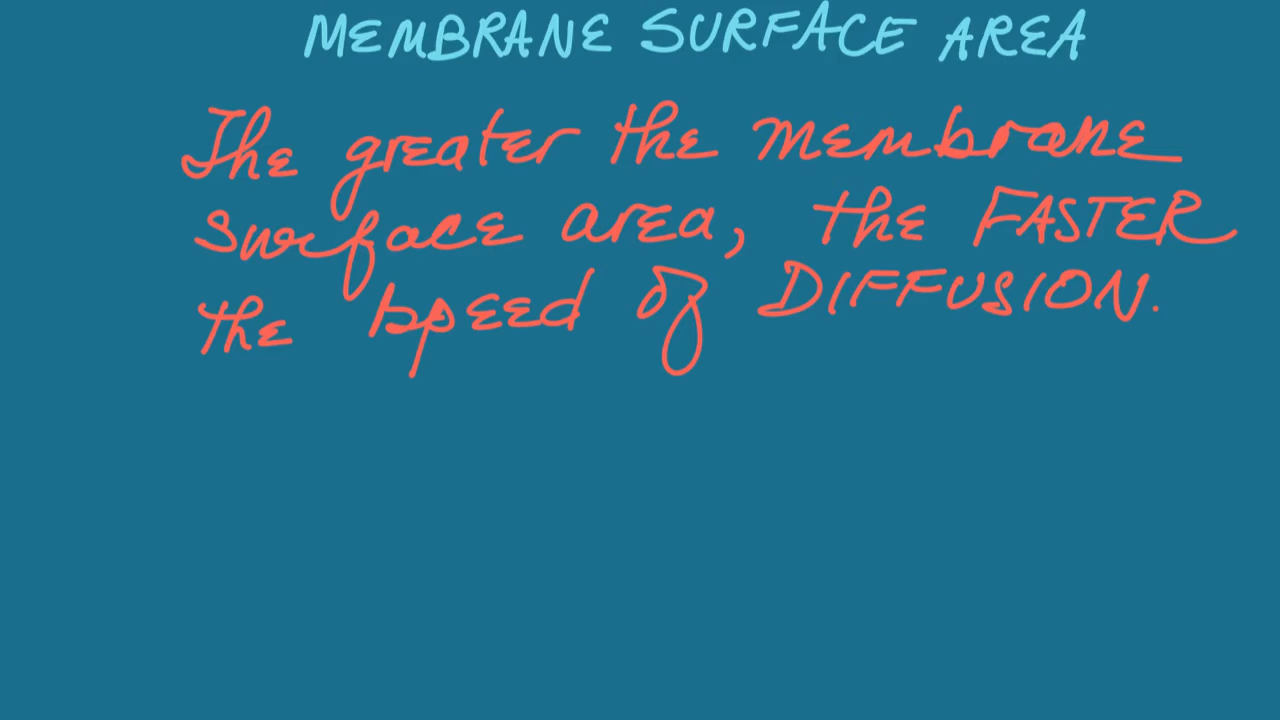 MEMBRANE SURFACE AREA
The greater the membrane
surface area, the FASTER
the speed of DIFFUSION.